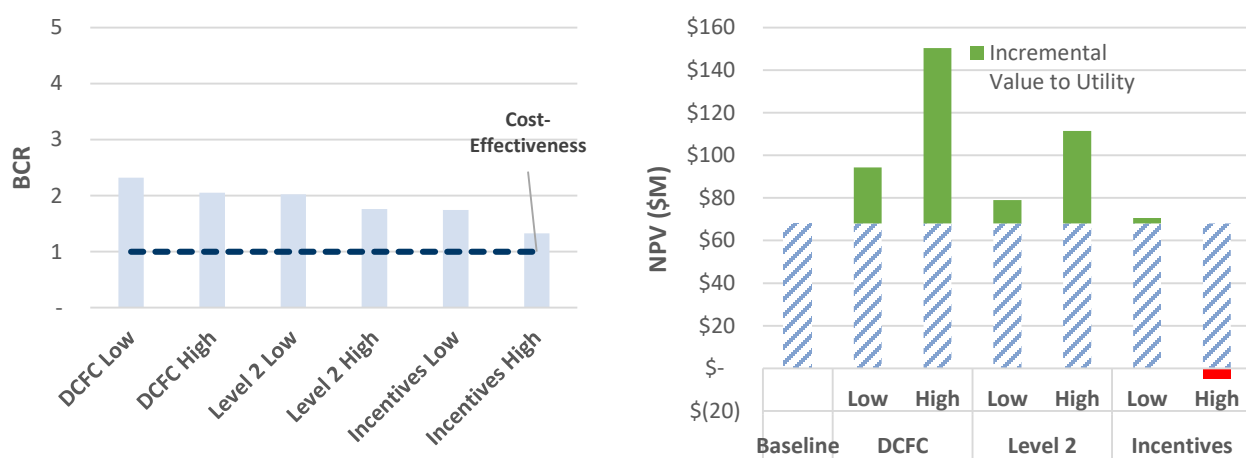 5
4
3
2
1
-
BCR
Cost-
Effectiveness
DCFC Low
DCFC High
Level 2 Low
Level 2 High
Incentives Low
Incentives High
$160
$140
$120
$100
$80
$60
$40
$20
$-
$(20)
NPV ($M)
Incremental
Value to Utility
Low High Low High Low High
Baseline DCFC Level 2 Incentives